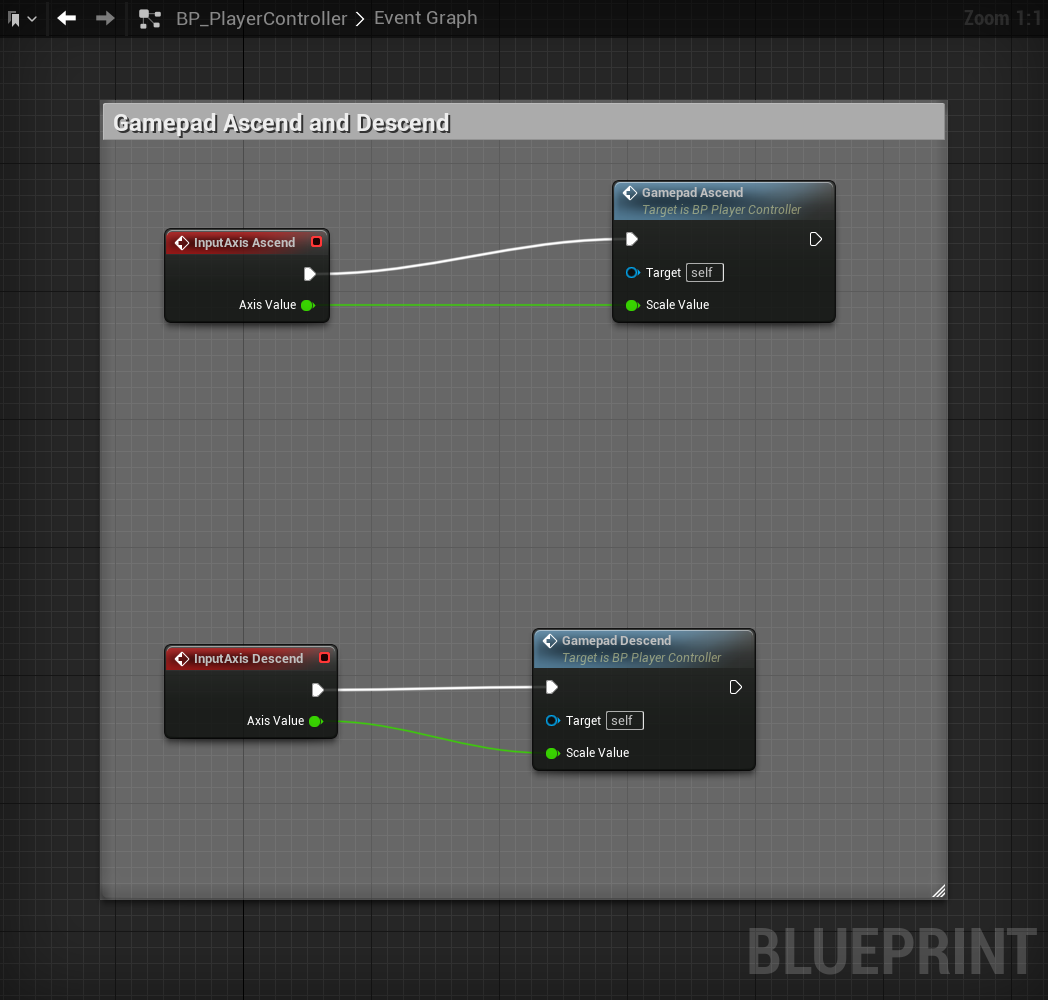 BP_PlayerController > Event Graph
Zoom 1:1
Gamepad Ascend and Descend
Gamepad Ascend
Target is BP Player Controller
InputAxis Ascend
Target self
Axis Value
Scale Value
Gamepad Descend
Target is BP Player Controller
InputAxis Descend
Target self
Axis Value
Scale Value
BLUEPRINT